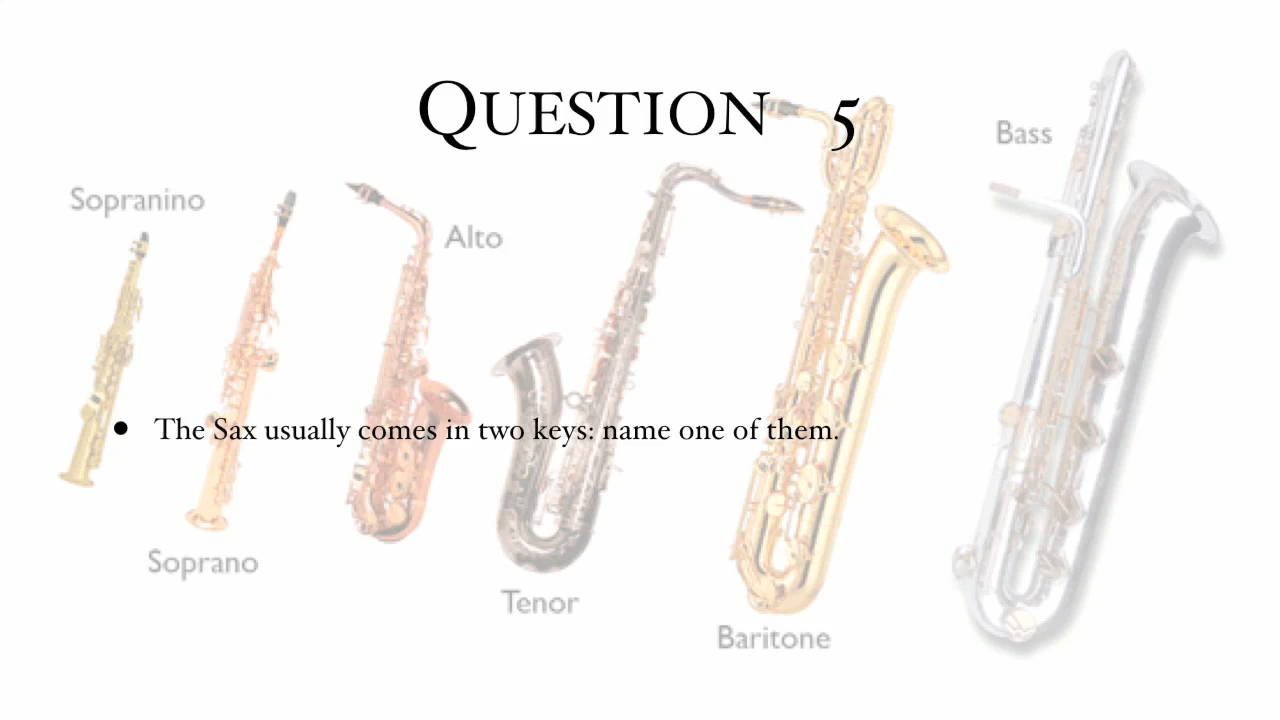 QUESTION 5
Bass
Sopranino
Alto
• The Sax usually comes in two keys: name one of them.
Soprano
Tenor
Baritone